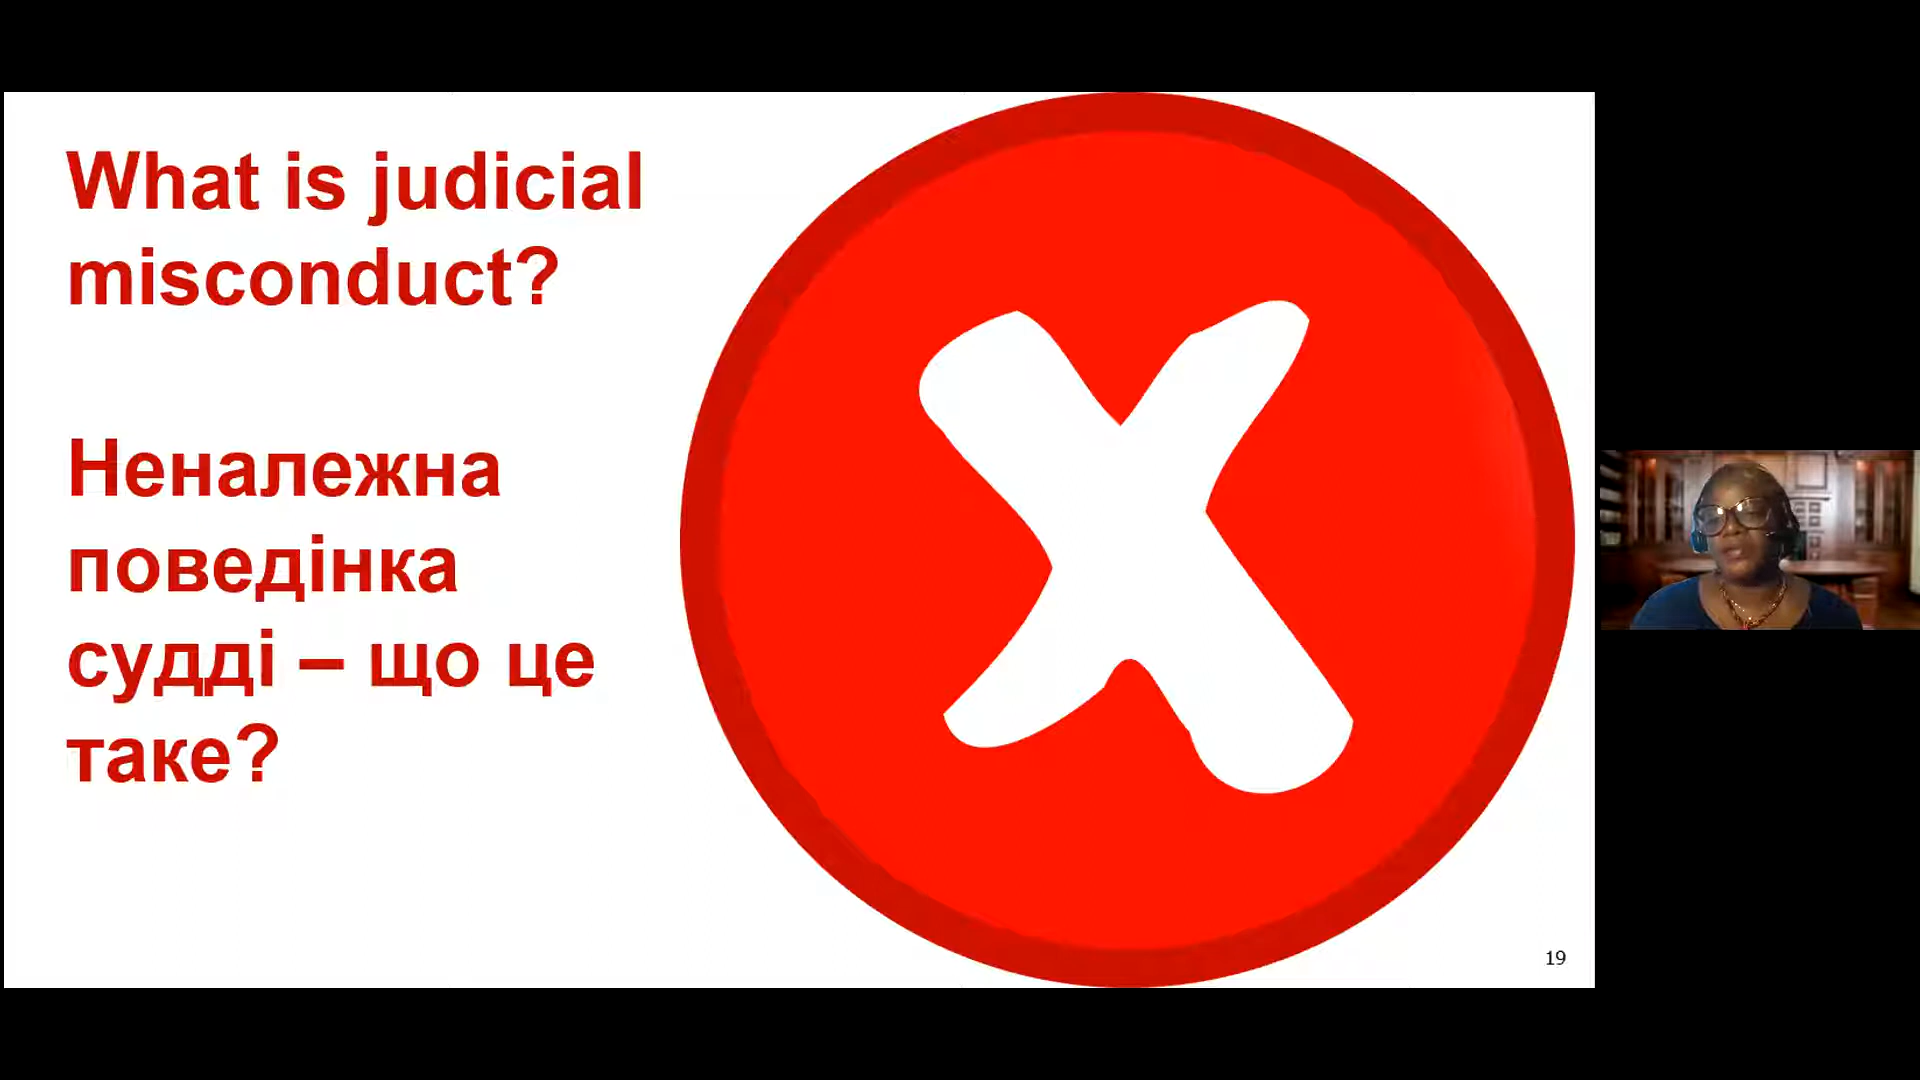 What is judicial
misconduct?
Неналежна
поведінка
судді – що це
таке?
19